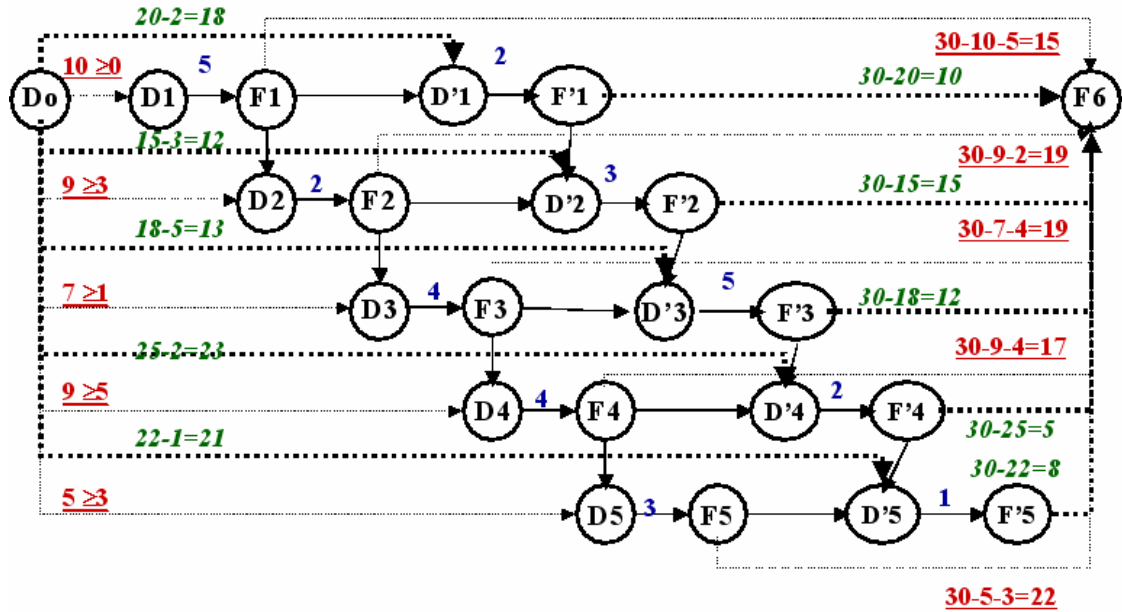 20-2=18
30-10-5=15
10 ≥0
5
2
30-20=10
Do
D1
F1
D'1
F'1
F6
15-3=12
30-9-2=19
9 ≥3
2
3
30-15=15
D2
F2
D'2
F'2
18-5=13
30-7-4=19
7 ≥1
4
5
30-18=12
D3
F3
D'3
F'3
25-2=23
30-9-4=17
9 ≥5
4
2
D4
F4
D'4
F'4
30-25=5
22-1=21
30-22=8
5 ≥3
3
1
D5
F5
D'5
F'5
30-5-3=22